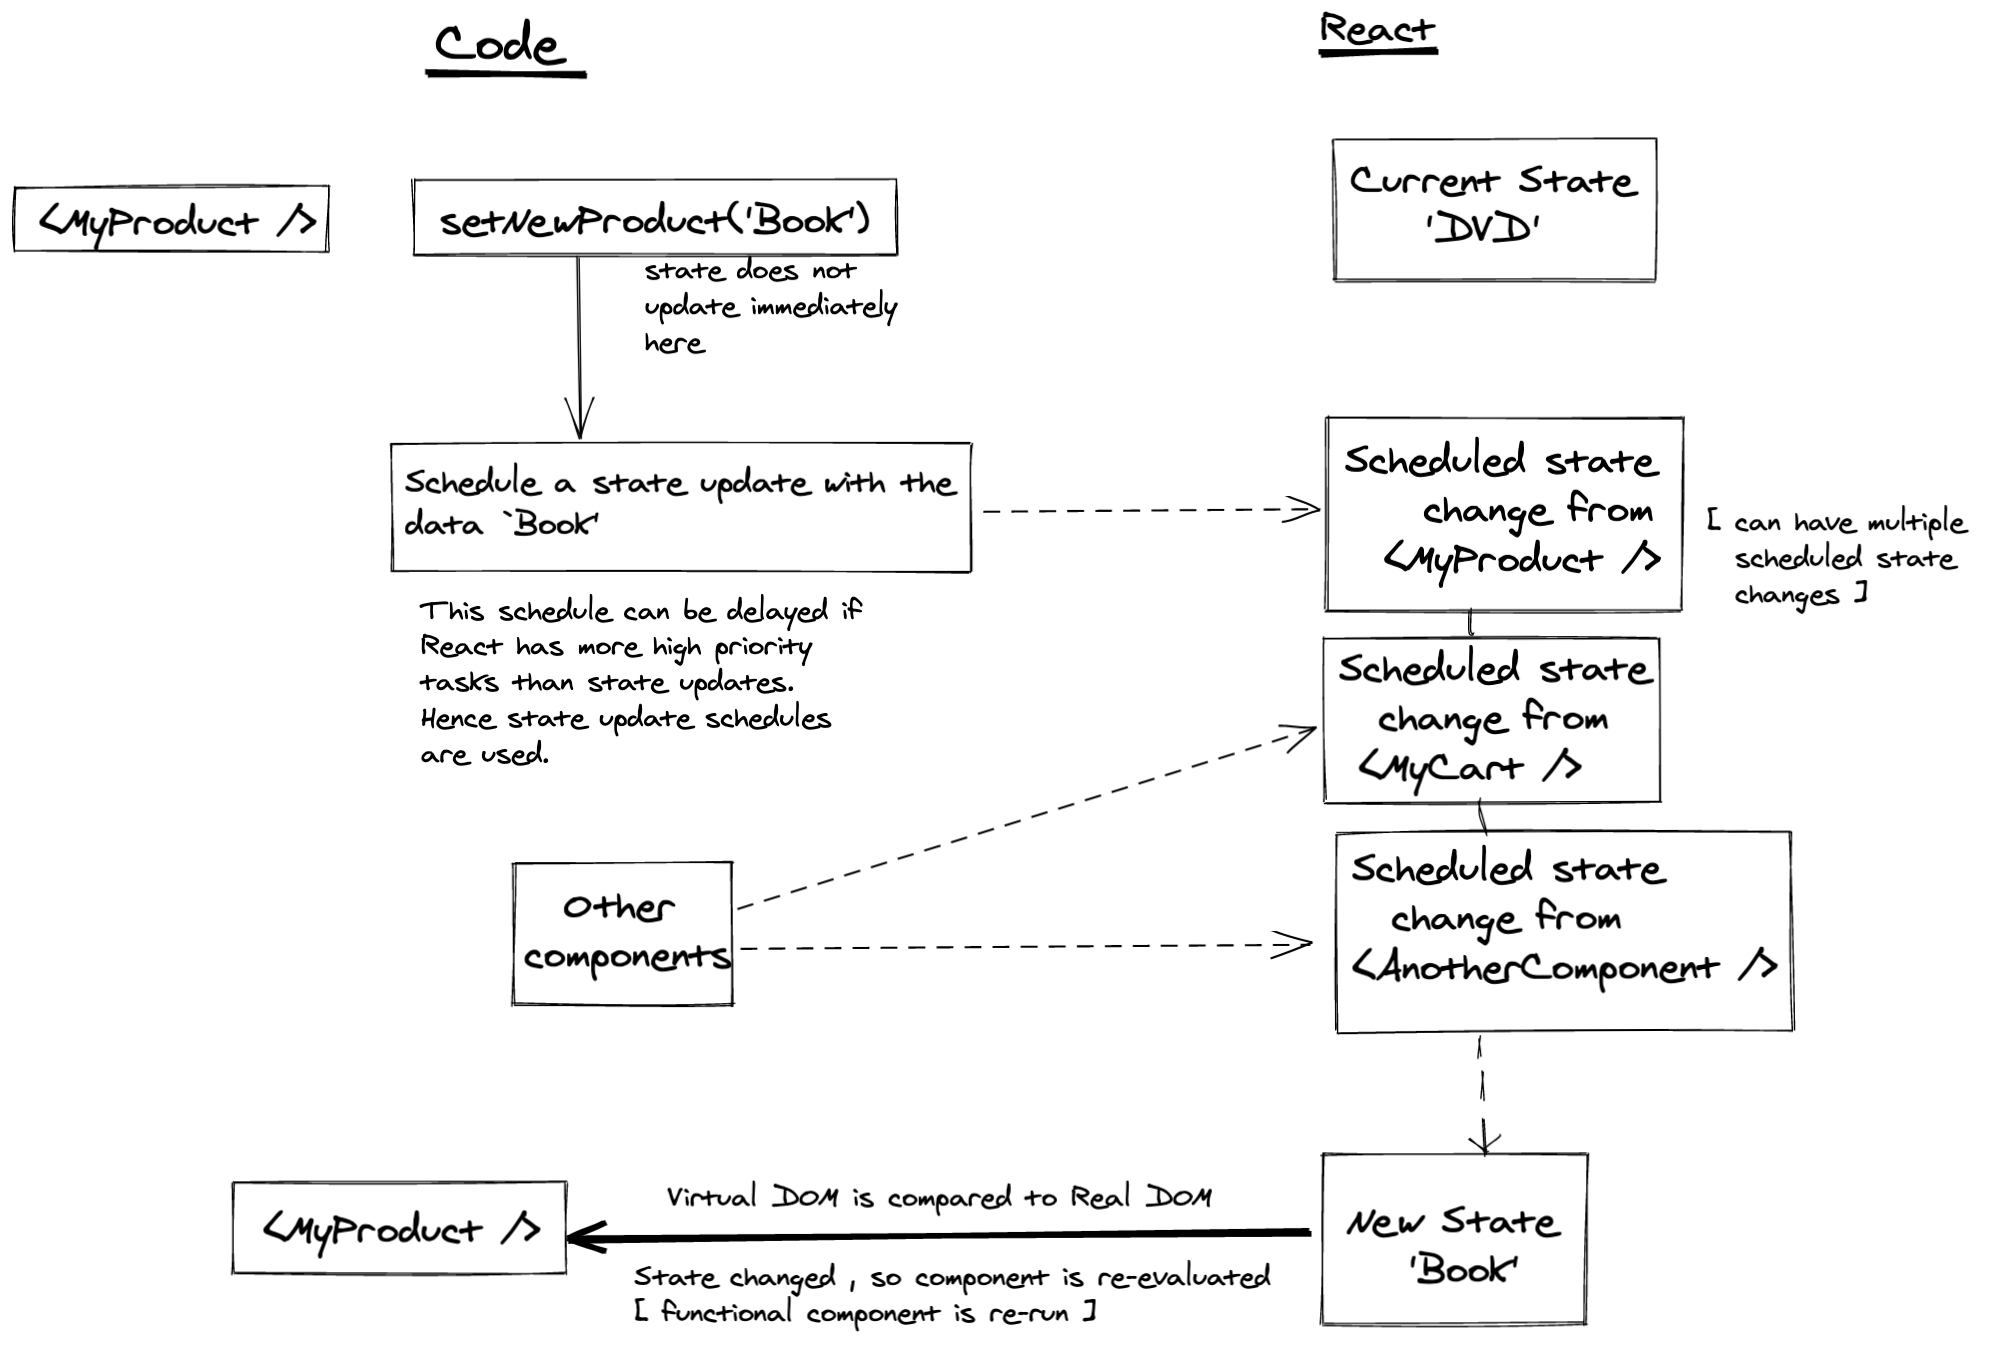 Code
React
<MyProduct />
setNewProduct('Book')
state does not
update immediately
here
Current State
'DVD'
Schedule a state update with the
data `Book'
This schedule can be delayed if
React has more high priority
tasks than state updates.
Hence state update schedules
are used.
Scheduled state
change from
<MyProduct />
[ can have multiple
scheduled state
changes ]
Scheduled state
change from
<MyCart />
Other
components
Scheduled state
change from
<AnotherComponent />
<MyProduct />
Virtual DOM is compared to Real DOM
State changed , so component is re-evaluated
[ functional component is re-run ]
New State
'Book'